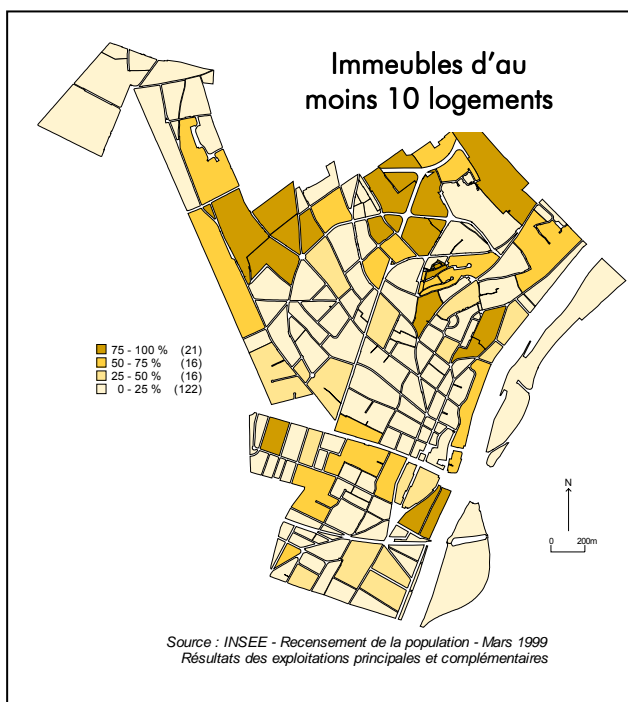 Immeubles d'au
moins 10 logements
75 - 100 % (21)
50 - 75 % (16)
25 - 50 % (16)
0 - 25 % (122)
N
0 200m
Source : INSEE - Recensement de la population - Mars 1999
Résultats des exploitations principales et complémentaires